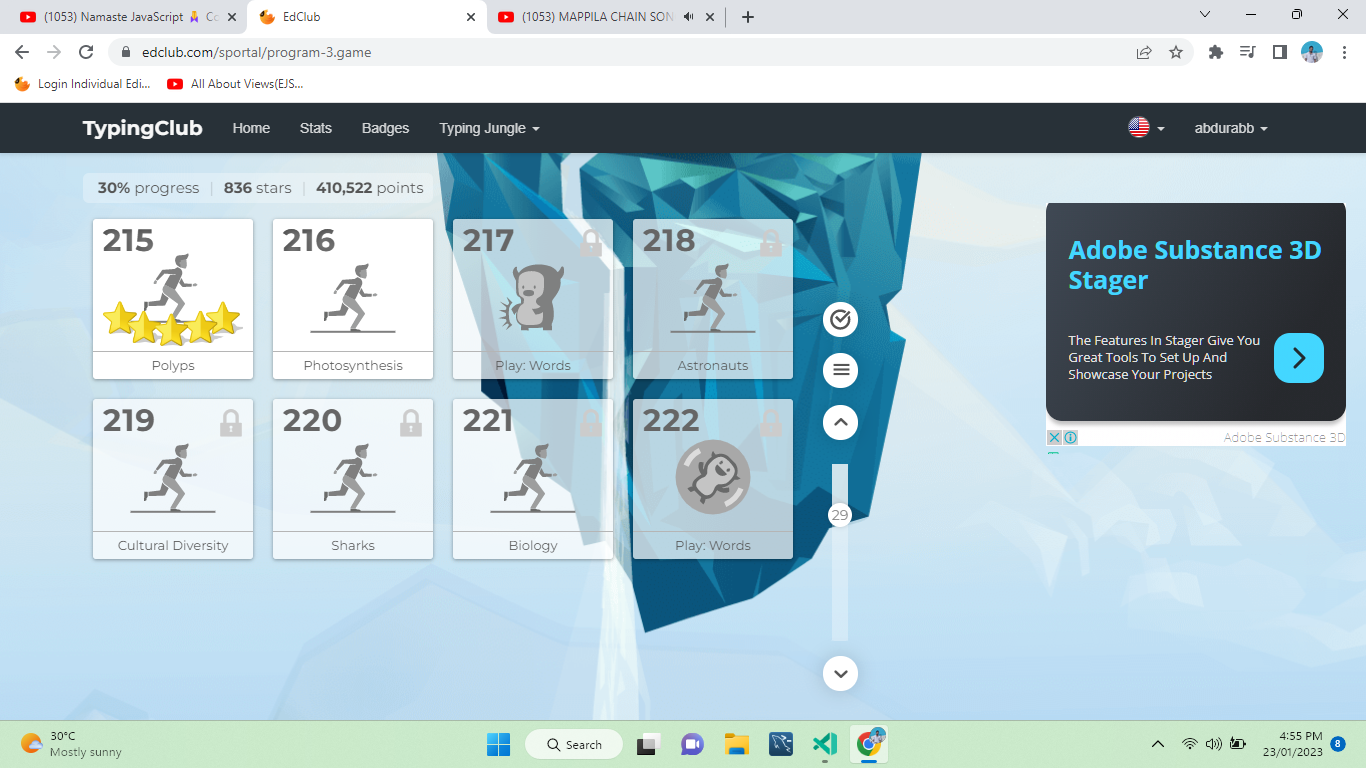 (1053) Namaste JavaScript
EdClub
(1053) MAPPILA CHAIN SON
edclub.com/sportal/program-3.game
Login Individual Edi...
All About Views(EJS...
TypingClub
Home
Stats
Badges
Typing Jungle
abdurabb
30% progress | 836 stars | 410,522 points
215
216
217
218
Polyps
Photosynthesis
Play: Words
Astronauts
219
220
221
222
Cultural Diversity
Sharks
Biology
Play: Words
29
Adobe Substance 3D
Stager
The Features In Stager Give You
Great Tools To Set Up And
Showcase Your Projects
Adobe Substance 3D
30°C
Mostly sunny
Search
4:55 PM
23/01/2023
8